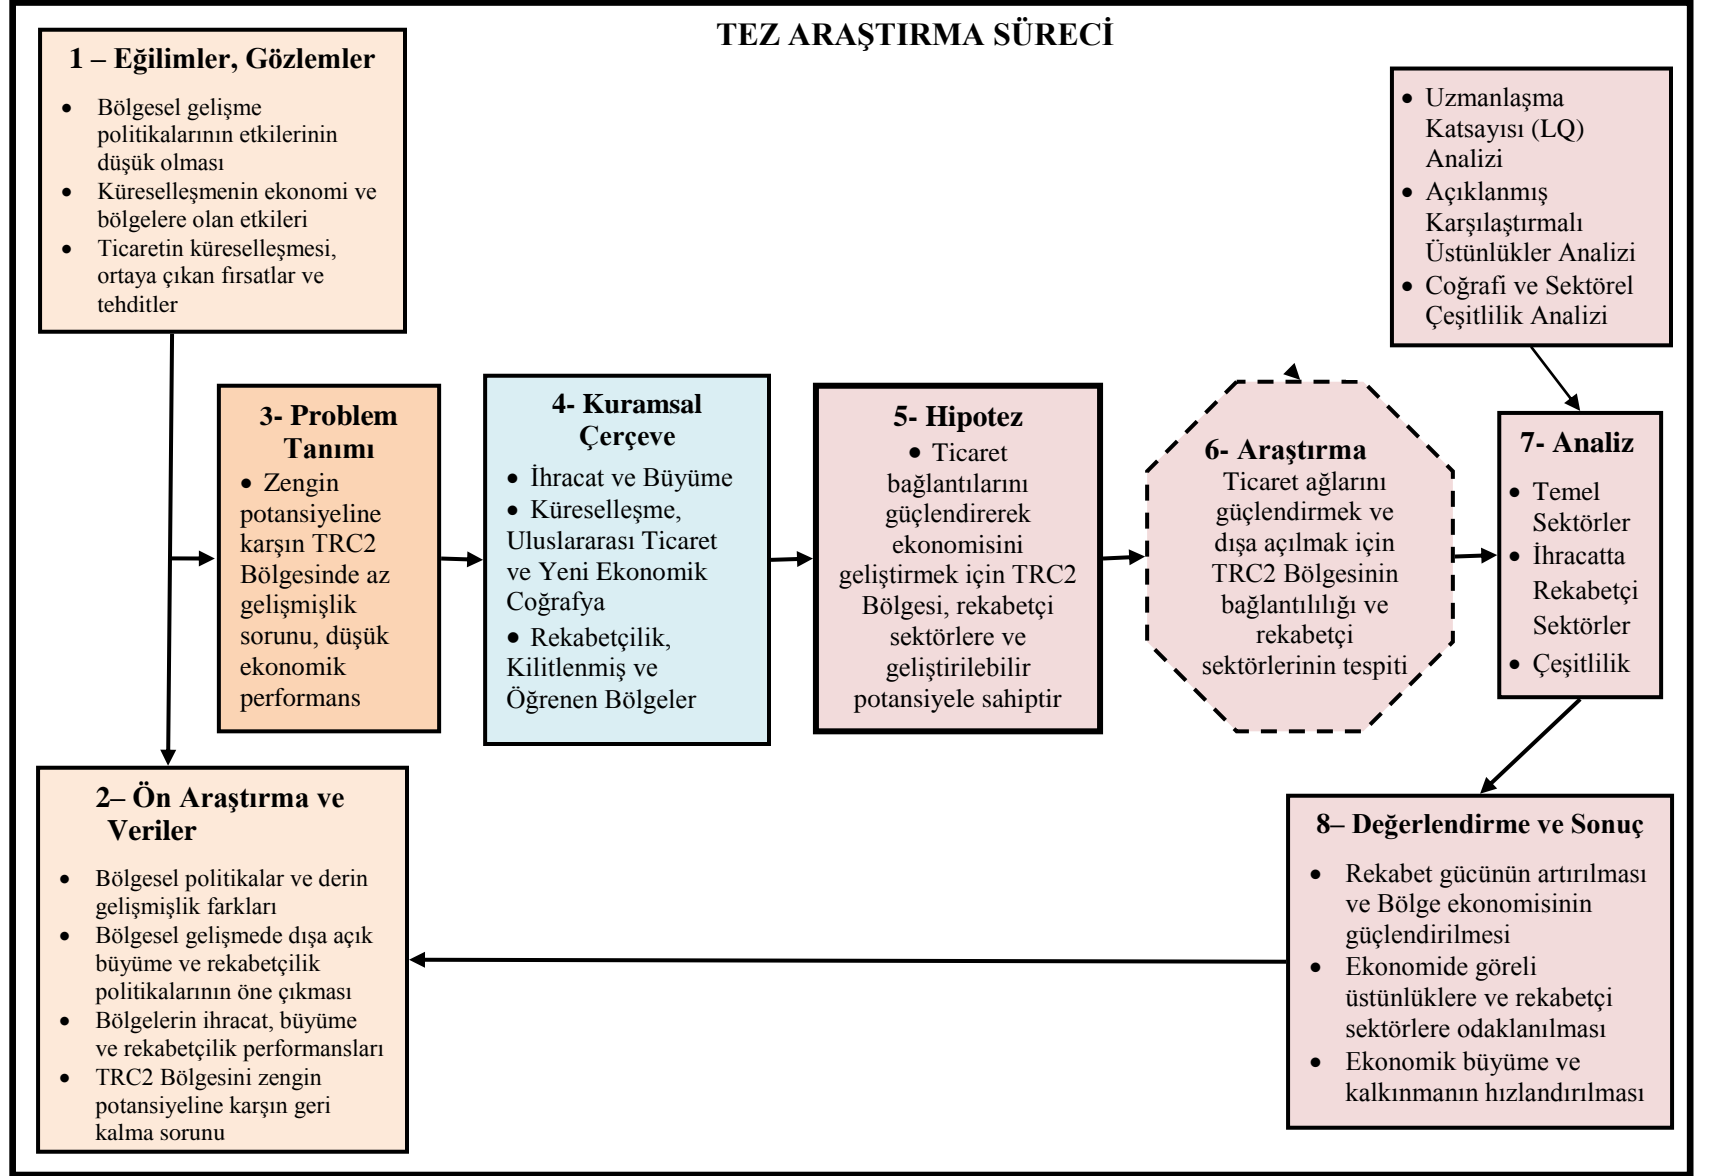 TEZ ARAŞTIRMA SÜRECİ
1 – Eğilimler, Gözlemler
• Bölgesel gelişme
politikalarının etkilerinin
düşük olması
• Küreselleşmenin ekonomi ve
bölgelere olan etkileri
• Ticaretin küreselleşmesi,
ortaya çıkan fırsatlar ve
tehditler
2– Ön Araştırma ve
Veriler
• Bölgesel politikalar ve derin
gelişmişlik farkları
• Bölgesel gelişmede dışa açık
büyüme ve rekabetçilik
politikalarının öne çıkması
• Bölgelerin ihracat, büyüme
ve rekabetçilik performansları
• TRC2 Bölgesini zengin
potansiyeline karşın geri
kalma sorunu
3- Problem
Tanımı
• Zengin
potansiyeline
karşın TRC2
Bölgesinde az
gelişmişlik
sorunu, düşük
ekonomik
performans
4- Kuramsal
Çerçeve
• İhracat ve Büyüme
• Küreselleşme,
Uluslararası Ticaret
ve Yeni Ekonomik
Coğrafya
• Rekabetçilik,
Kilitlenmiş ve
Öğrenen Bölgeler
5- Hipotez
• Ticaret
bağlantılarını
güçlendirerek
ekonomisini
geliştirmek için TRC2
Bölgesi, rekabetçi
sektörlere ve
geliştirilebilir
potansiyele sahiptir
6- Araştırma
Ticaret ağlarını
güçlendirmek ve
dışa açılmak için
TRC2 Bölgesinin
bağlantılılığı ve
rekabetçi
sektörlerinin tespiti
• Uzmanlaşma
Katsayısı (LQ)
Analizi
• Açıklanmış
Karşılaştırmalı
Üstünlükler Analizi
• Coğrafi ve Sektörel
Çeşitlilik Analizi
7- Analiz
• Temel
Sektörler
• İhracatta
Rekabetçi
Sektörler
• Çeşitlilik
8– Değerlendirme ve Sonuç
• Rekabet gücünün artırılması
ve Bölge ekonomisinin
güçlendirilmesi
• Ekonomide göreli
üstünlüklere ve rekabetçi
sektörlere odaklanılması
• Ekonomik büyüme ve
kalkınmanın hızlandırılması